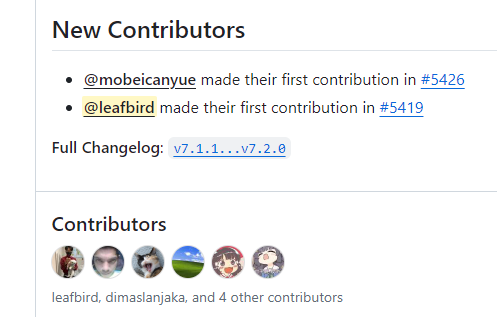 New Contributors
@mobeicanyue made their first contribution in #5426
@leafbird made their first contribution in #5419
Full Changelog: v7.1.1...v7.2.0
Contributors
leafbird, dimaslanjaka, and 4 other contributors